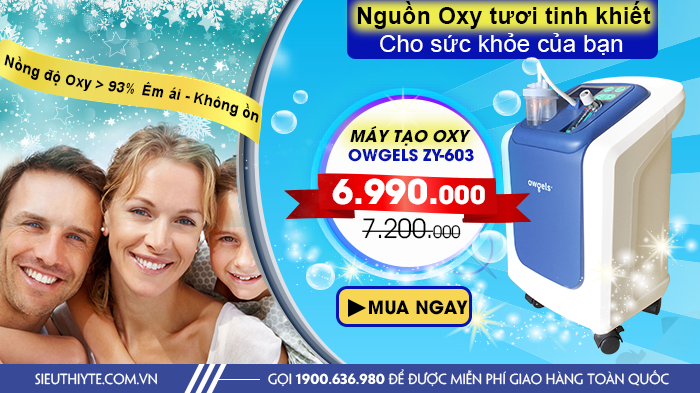 Nguồn Oxy tươi tinh khiết
Cho sức khỏe của bạn
Nồng độ Oxy > 93% Êm ái - Không ồn
MÁY TẠO OXY
OWGELS ZY-603
6.990.000
7.200.000
►MUA NGAY
owgels
SIEUTHIYTE.COM.VN
GỌI 1900.636.980 ĐỂ ĐƯỢC MIỄN PHÍ GIAO HÀNG TOÀN QUỐC